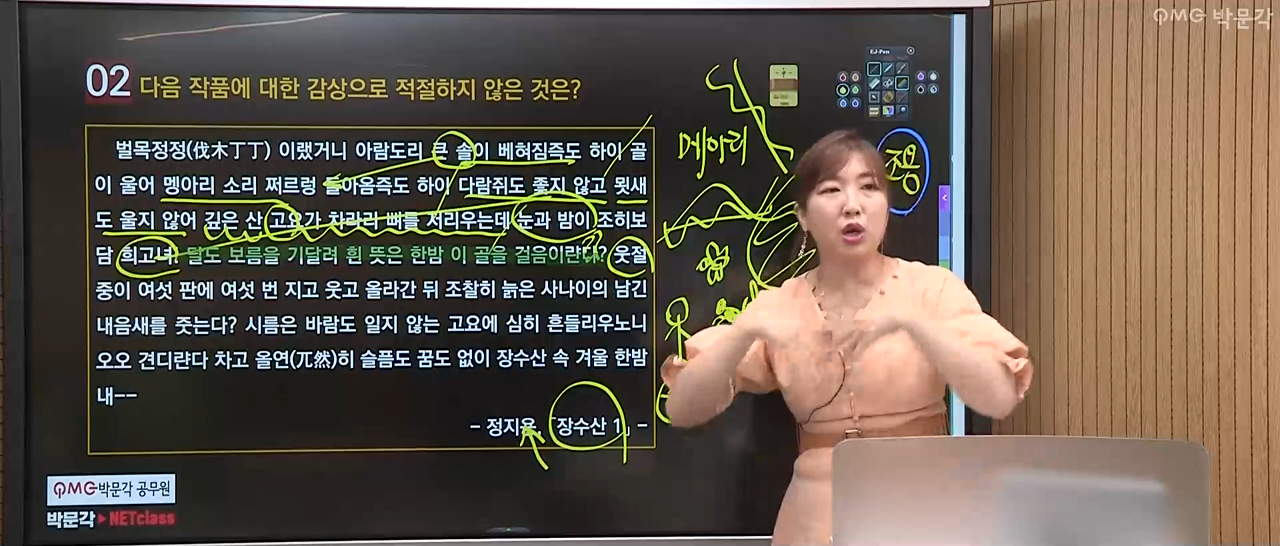 PMG 박문각
02 다음 작품에 대한 감상으로 적절하지 않은 것은?
EJ-Pen
벌목정정(伐木丁丁) 이랬거니 아람도리 큰 솔이 베혀짐즉도 하이 골
이 울어 멩아리 소리 쩌르렁 돌아옴즉도 하이 다람쥐도 좋지 않고 묏새
도 울지 않어 깊은 산 고요가 차라리 뼈를 저리우는데 눈과 밤이 조히보
담 희고녀! 달도 보름을 기달려 흰 뜻은 한밤 이 골을 걸음이란다? 웃절
중이 여섯 판에 여섯 번 지고 웃고 올라간 뒤 조찰히 늙은 사나이의 남긴
내음새를 줏는다? 시름은 바람도 일지 않는 고요에 심히 흔들리우노니
오오 견디란다 차고 올연(兀然)히 슬픔도 꿈도 없이 장수산 속 겨울 한밤
내--
- 정지용, 「장수산 1」 -
메아리
조용
PMG 박문각 공무원
박문각 NETclass